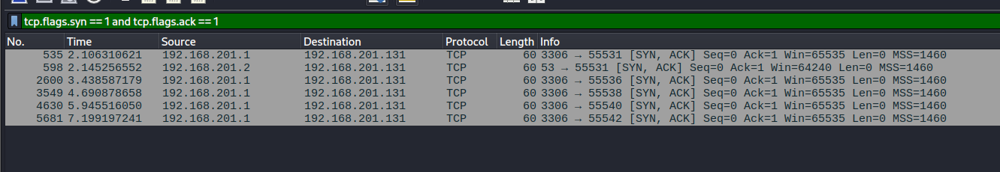 tcp.flags.syn == 1 and tcp.flags.ack == 1
No. Time Source Destination Protocol Length Info
535 2.106310621 192.168.201.1 192.168.201.131 TCP 60 3306 → 55531 [SYN, ACK] Seq=0 Ack=1 Win=65535 Len=0 MSS=1460
598 2.145256552 192.168.201.2 192.168.201.131 TCP 60 53 → 55531 [SYN, ACK] Seq=0 Ack=1 Win=64240 Len=0 MSS=1460
2600 3.438587179 192.168.201.1 192.168.201.131 TCP 60 3306 → 55536 [SYN, ACK] Seq=0 Ack=1 Win=65535 Len=0 MSS=1460
3549 4.690878658 192.168.201.1 192.168.201.131 TCP 60 3306 → 55538 [SYN, ACK] Seq=0 Ack=1 Win=65535 Len=0 MSS=1460
4630 5.945516050 192.168.201.1 192.168.201.131 TCP 60 3306 → 55540 [SYN, ACK] Seq=0 Ack=1 Win=65535 Len=0 MSS=1460
5681 7.199197241 192.168.201.1 192.168.201.131 TCP 60 3306 → 55542 [SYN, ACK] Seq=0 Ack=1 Win=65535 Len=0 MSS=1460